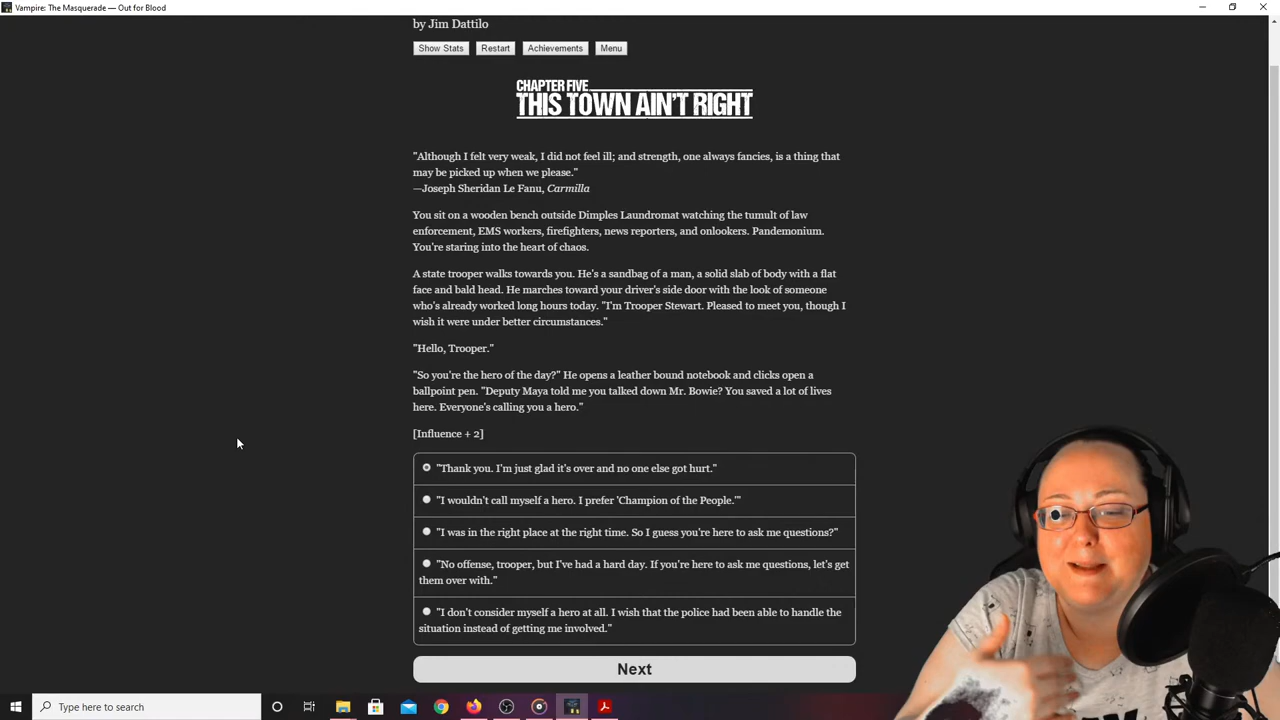 Vampire: The Masquerade — Out for Blood
by Jim Dattilo
Show Stats Restart Achievements Menu
CHAPTER FIVE
THIS TOWN AIN'T RIGHT
"Although I felt very weak, I did not feel ill; and strength, one always fancies, is a thing that
may be picked up when we please."
—Joseph Sheridan Le Fanu, Carmilla
You sit on a wooden bench outside Dimples Laundromat watching the tumult of law
enforcement, EMS workers, firefighters, news reporters, and onlookers. Pandemonium.
You're staring into the heart of chaos.
A state trooper walks towards you. He's a sandbag of a man, a solid slab of body with a flat
face and bald head. He marches toward your driver's side door with the look of someone
who's already worked long hours today. "I'm Trooper Stewart. Pleased to meet you, though I
wish it were under better circumstances."
"Hello, Trooper."
"So you're the hero of the day?" He opens a leather bound notebook and clicks open a
ballpoint pen. "Deputy Maya told me you talked down Mr. Bowie? You saved a lot of lives
here. Everyone's calling you a hero."
[Influence + 2]
"Thank you. I'm just glad it's over and no one else got hurt."
"I wouldn't call myself a hero. I prefer 'Champion of the People.'"
"I was in the right place at the right time. So I guess you're here to ask me questions?"
"No offense, trooper, but I've had a hard day. If you're here to ask me questions, let's get
them over with."
"I don't consider myself a hero at all. I wish that the police had been able to handle the
situation instead of getting me involved."
Next
Type here to search